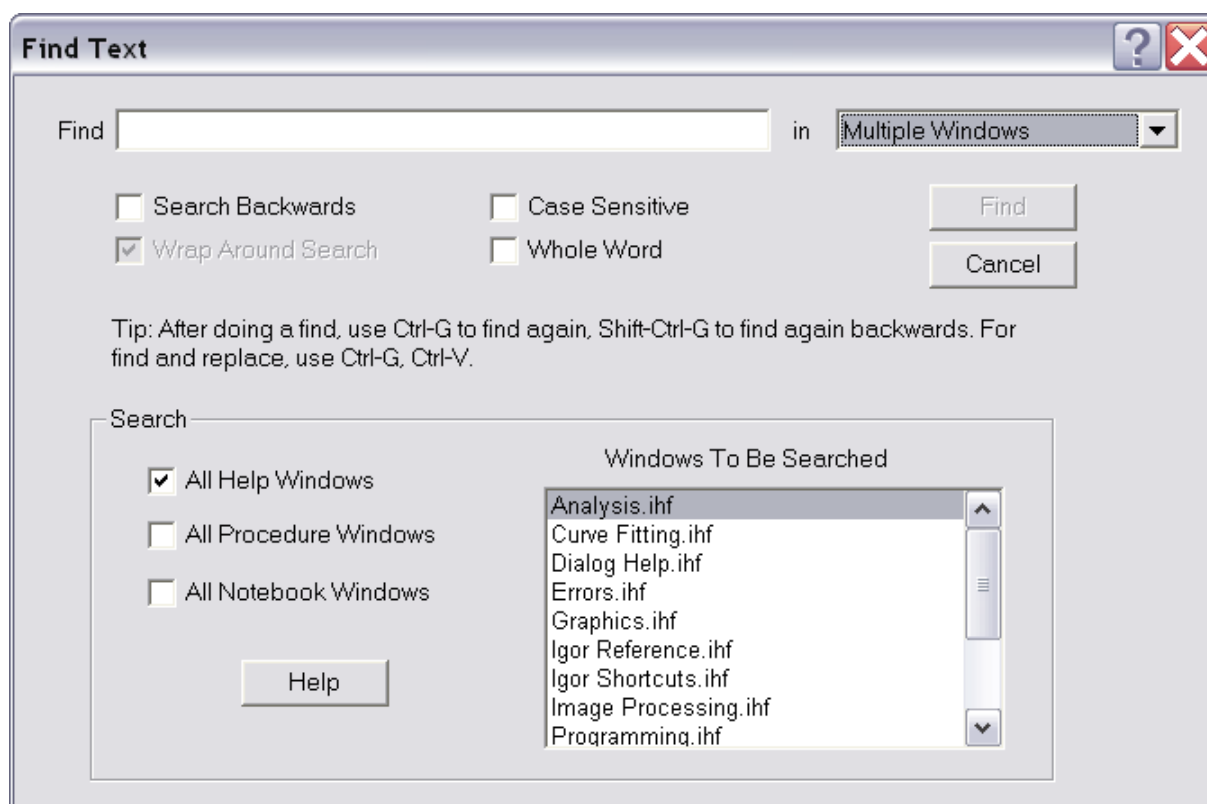 Find Text
Find in Multiple Windows
Search Backwards Case Sensitive Find
Wrap Around Search Whole Word Cancel
Tip: After doing a find, use Ctrl-G to find again, Shift-Ctrl-G to find again backwards. For
find and replace, use Ctrl-G, Ctrl-V.
Search
Windows To Be Searched
All Help Windows
All Procedure Windows
All Notebook Windows
Help
Analysis.ihf
Curve Fitting.ihf
Dialog Help.ihf
Errors.ihf
Graphics.ihf
Igor Reference.ihf
Igor Shortcuts.ihf
Image Processing.ihf
Programming.ihf